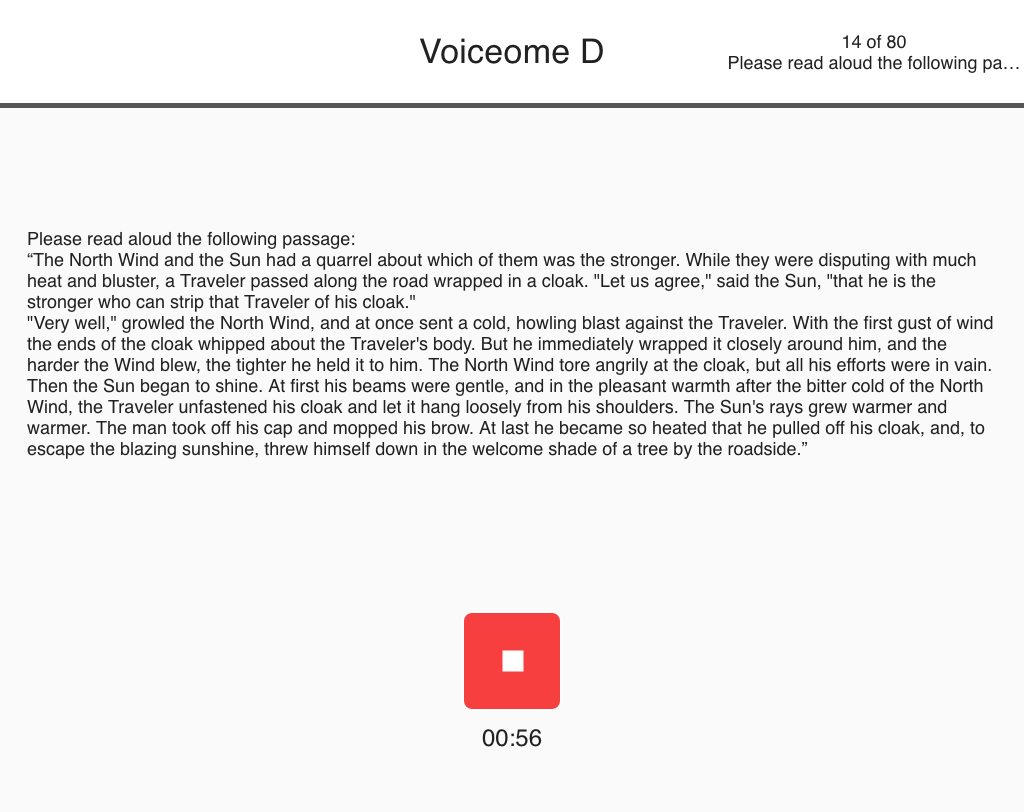 Voiceome D
14 of 80
Please read aloud the following pa…
Please read aloud the following passage:
“The North Wind and the Sun had a quarrel about which of them was the stronger. While they were disputing with much
heat and bluster, a Traveler passed along the road wrapped in a cloak. "Let us agree," said the Sun, "that he is the
stronger who can strip that Traveler of his cloak."
"Very well," growled the North Wind, and at once sent a cold, howling blast against the Traveler. With the first gust of wind
the ends of the cloak whipped about the Traveler's body. But he immediately wrapped it closely around him, and the
harder the Wind blew, the tighter he held it to him. The North Wind tore angrily at the cloak, but all his efforts were in vain.
Then the Sun began to shine. At first his beams were gentle, and in the pleasant warmth after the bitter cold of the North
Wind, the Traveler unfastened his cloak and let it hang loosely from his shoulders. The Sun's rays grew warmer and
warmer. The man took off his cap and mopped his brow. At last he became so heated that he pulled off his cloak, and, to
escape the blazing sunshine, threw himself down in the welcome shade of a tree by the roadside.”
00:56